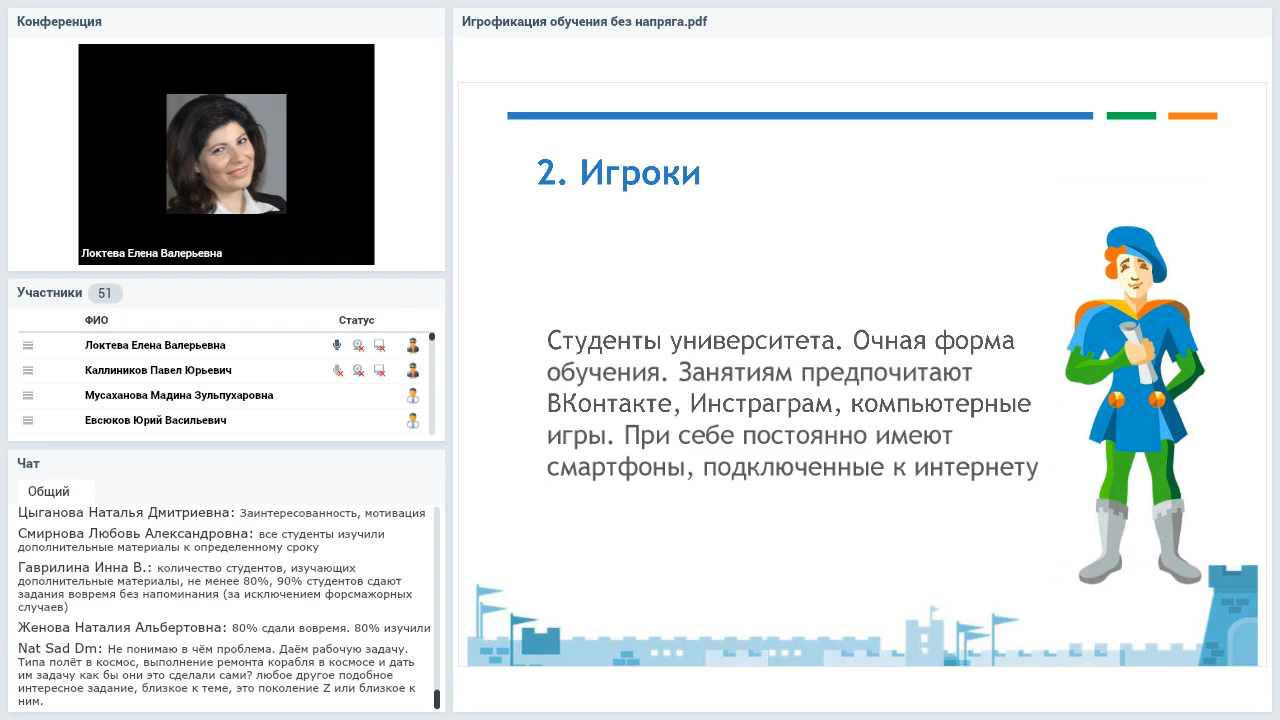 Конференция
Локтева Елена Валерьевна
Участники 51
ФИО Статус
Локтева Елена Валерьевна
Каллиников Павел Юрьевич
Мусаханова Мадина Зульпухаровна
Евсюков Юрий Васильевич
Чат
Общий
Цыганова Наталья Дмитриевна: Заинтересованность, мотивация
Смирнова Любовь Александровна: все студенты изучили
дополнительные материалы к определенному сроку
Гаврилина Инна В.: количество студентов, изучающих
дополнительные материалы, не менее 80%, 90% студентов сдают
задания вовремя без напоминания (за исключением форсмажорных
случаев)
Женова Наталия Альбертовна: 80% сдали вовремя. 80% изучили
Nat Sad Dm: Не понимаю в чём проблема. Даём рабочую задачу.
Типа полёт в космос, выполнение ремонта корабля в космосе и дать
им задачу как бы они это сделали сами? любое другое подобное
интересное задание, близкое к теме, это поколение Z или близкое к
ним.
Игрофикация обучения без напряга.pdf
2. Игроки
Студенты университета. Очная форма
обучения. Занятиям предпочитают
ВКонтакте, Инстраграм, компьютерные
игры. При себе постоянно имеют
смартфоны, подключенные к интернету